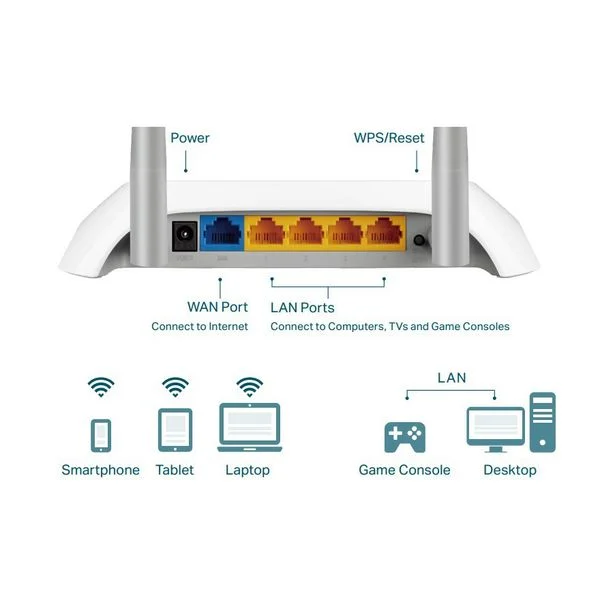 Power
WPS/Reset
WAN Port
LAN Ports
Connect to Internet
Connect to Computers, TVs and Game Consoles
LAN
Smartphone
Tablet
Laptop
Game Console
Desktop